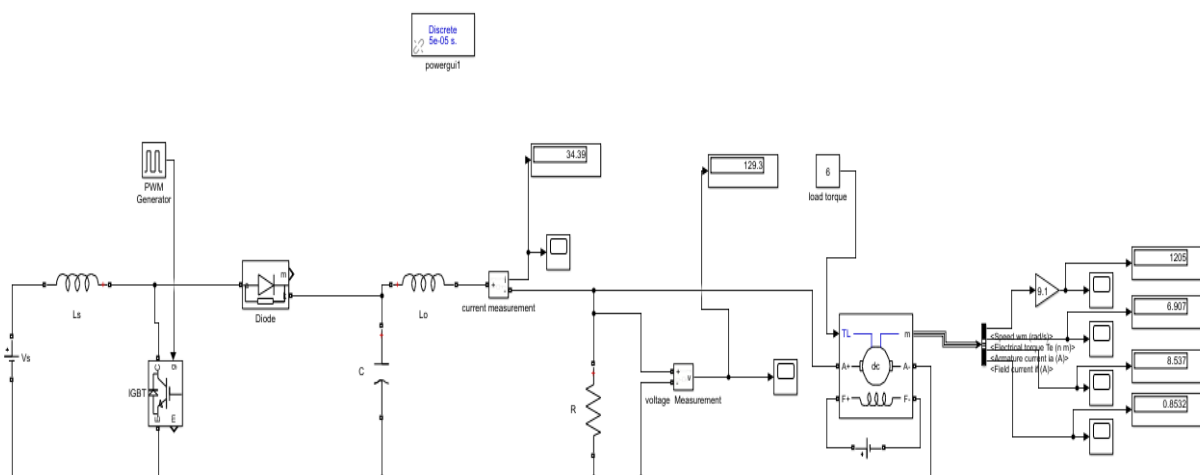 Discrete
5e-05 s.
powergui1
34.39
129.3
6
load torque
PWM
Generator
1205
9.1
m
Ls
current measurement
Lo
Diode
6.907
<Speed wm (rad/s)>
<Electrical torque Te (n m)>
<Armature current ia (A)>
<Field current if (A)>
TL
m
Vs
8.537
C
g
C
IGBT
E
dc
A+
A-
v
voltage Measurement
F+
F-
R
0.8532